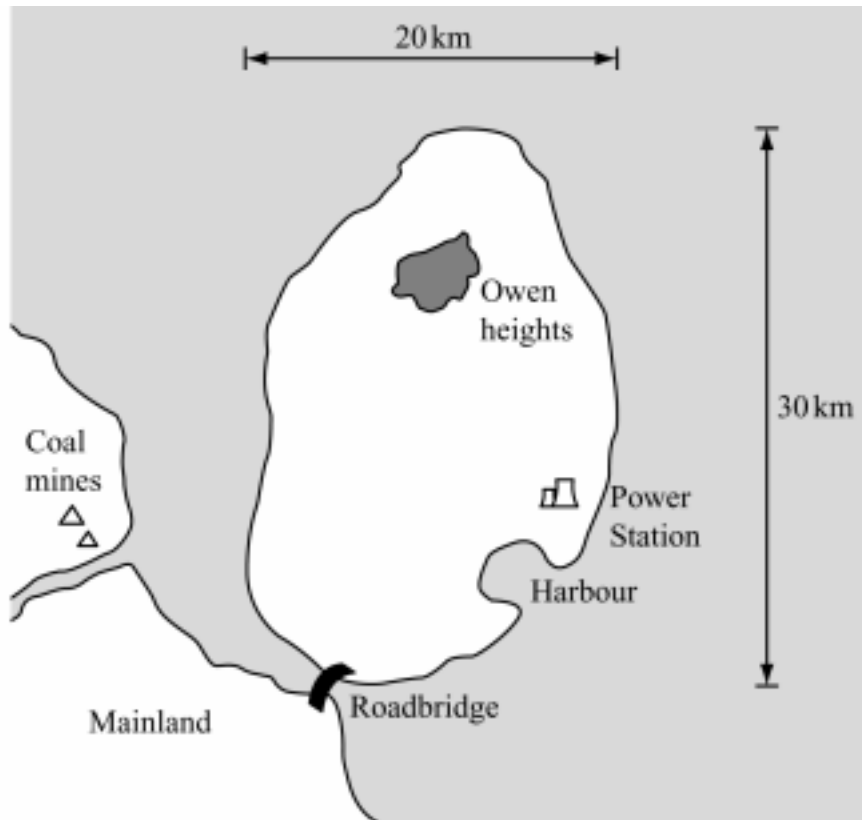 20 km
Owen
heights
30 km
Coal
mines
Power
Station
Harbour
Roadbridge
Mainland